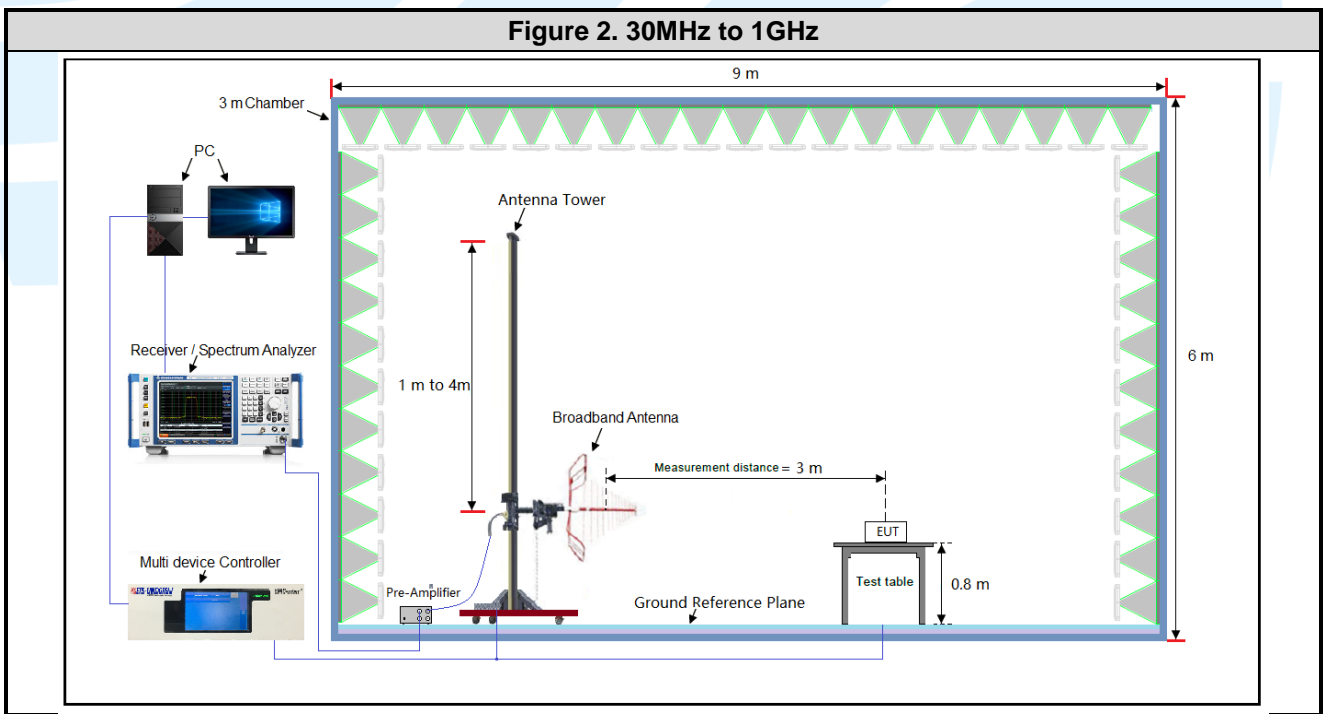 Figure 2. 30MHz to 1GHz
9 m
3 m Chamber
PC
Antenna Tower
Receiver / Spectrum Analyzer
6 m
1 m to 4m
Broadband Antenna
Measurement distance = 3 m
EUT
Multi device Controller
Test table
0.8 m
Pre-Amplifier
Ground Reference Plane